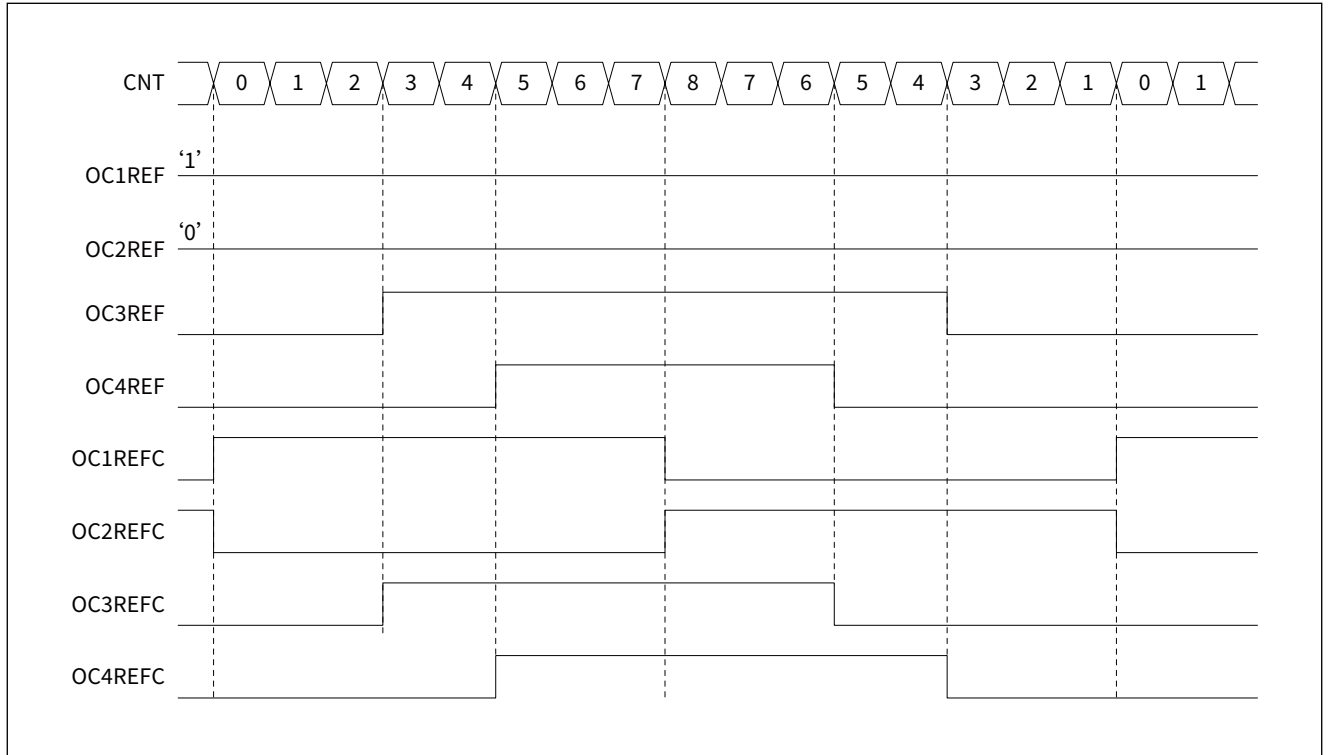 CNT 0 1 2 3 4 5 6 7 8 7 6 5 4 3 2 1 0 1
OC1REF ‘1’
OC2REF ‘0’
OC3REF
OC4REF
OC1REFC
OC2REFC
OC3REFC
OC4REFC